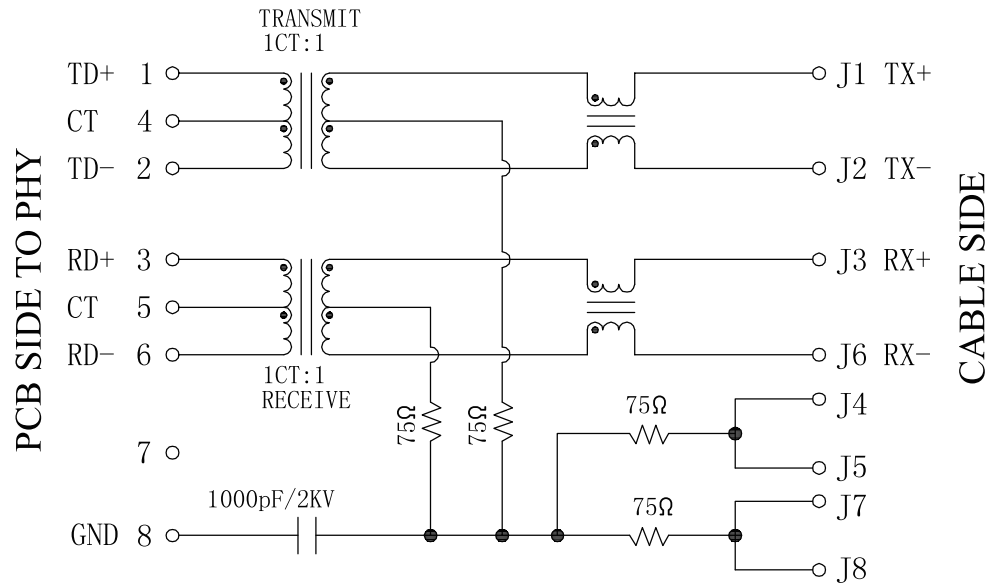 TRANSMIT
1CT:1
TD+ 1
CT 4
TD- 2
J1 TX+
J2 TX-
RD+ 3
CT 5
RD- 6
J3 RX+
J6 RX-
1CT:1
RECEIVE
PCB SIDE TO PHY
CABLE SIDE
75Ω
75Ω
75Ω
J4
J5
7
1000pF/2KV
75Ω
J7
GND 8
J8